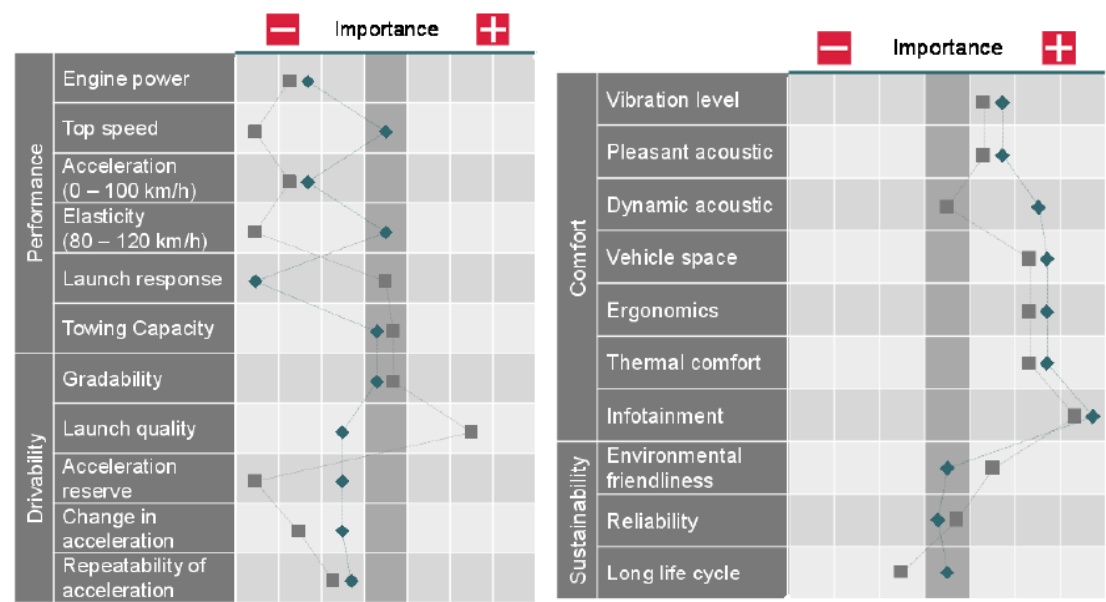 Importance
Performance
Engine power
Top speed
Acceleration
(0 – 100 km/h)
Elasticity
(80 – 120 km/h)
Launch response
Towing Capacity
Drivability
Gradability
Launch quality
Acceleration
reserve
Change in
acceleration
Repeatability of
acceleration
Importance
Comfort
Vibration level
Pleasant acoustic
Dynamic acoustic
Vehicle space
Ergonomics
Thermal comfort
Infotainment
Sustainability
Environmental
friendliness
Reliability
Long life cycle